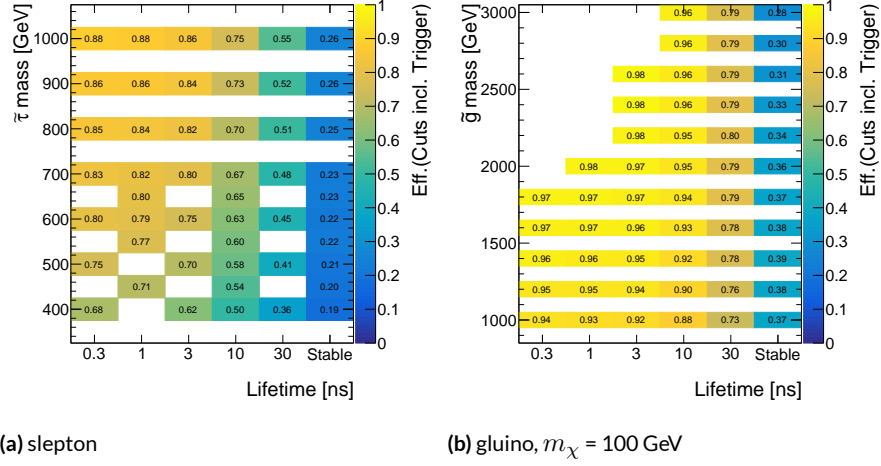 τ̃ mass [GeV]
1000
900
800
700
600
500
400
0.88 0.88 0.86 0.75 0.55 0.26
0.86 0.86 0.84 0.73 0.52 0.26
0.85 0.84 0.82 0.70 0.51 0.25
0.83 0.82 0.80 0.67 0.48 0.23
0.80 0.65 0.23
0.80 0.79 0.75 0.63 0.45 0.22
0.77 0.60 0.22
0.75 0.70 0.58 0.41 0.21
0.71 0.54 0.20
0.68 0.62 0.50 0.36 0.19
0.3 1 3 10 30 Stable
Lifetime [ns]
1
0.9
0.8
0.7
0.6
0.5
0.4
0.3
0.2
0.1
0
Eff.(Cuts incl. Trigger)
(a) slepton
g̃ mass [GeV]
3000
2500
2000
1500
1000
0.96 0.79 0.28
0.96 0.79 0.30
0.98 0.96 0.79 0.31
0.98 0.96 0.79 0.33
0.98 0.95 0.80 0.34
0.98 0.97 0.95 0.79 0.36
0.97 0.97 0.97 0.94 0.79 0.37
0.97 0.97 0.96 0.93 0.78 0.38
0.96 0.96 0.95 0.92 0.78 0.39
0.95 0.95 0.94 0.90 0.76 0.38
0.94 0.93 0.92 0.88 0.73 0.37
0.3 1 3 10 30 Stable
Lifetime [ns]
1
0.9
0.8
0.7
0.6
0.5
0.4
0.3
0.2
0.1
0
Eff.(Cuts incl. Trigger)
(b) gluino, mχ = 100 GeV